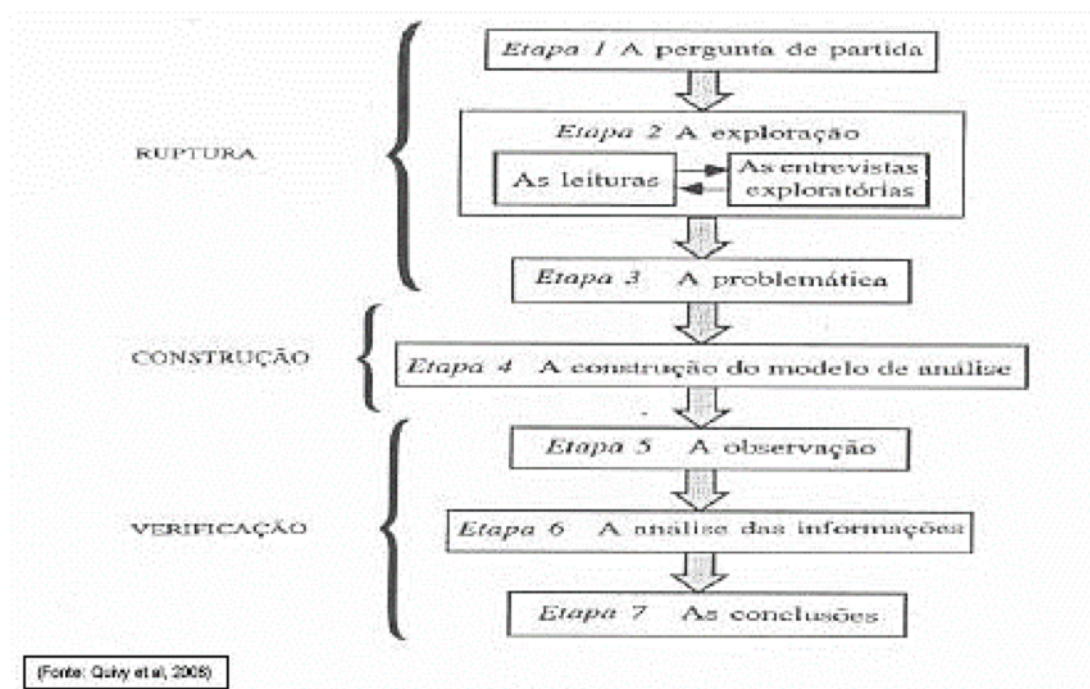 Etapa 1 A pergunta de partida
RUPTURA
Etapa 2 A exploração
As leituras
As entrevistas
exploratórias
Etapa 3 A problemática
CONSTRUÇÃO
Etapa 4 A construção do modelo de análise
Etapa 5 A observação
VERIFICAÇÃO
Etapa 6 A análise das informações
Etapa 7 As conclusões
(Fonte: Quivy et al, 2008)